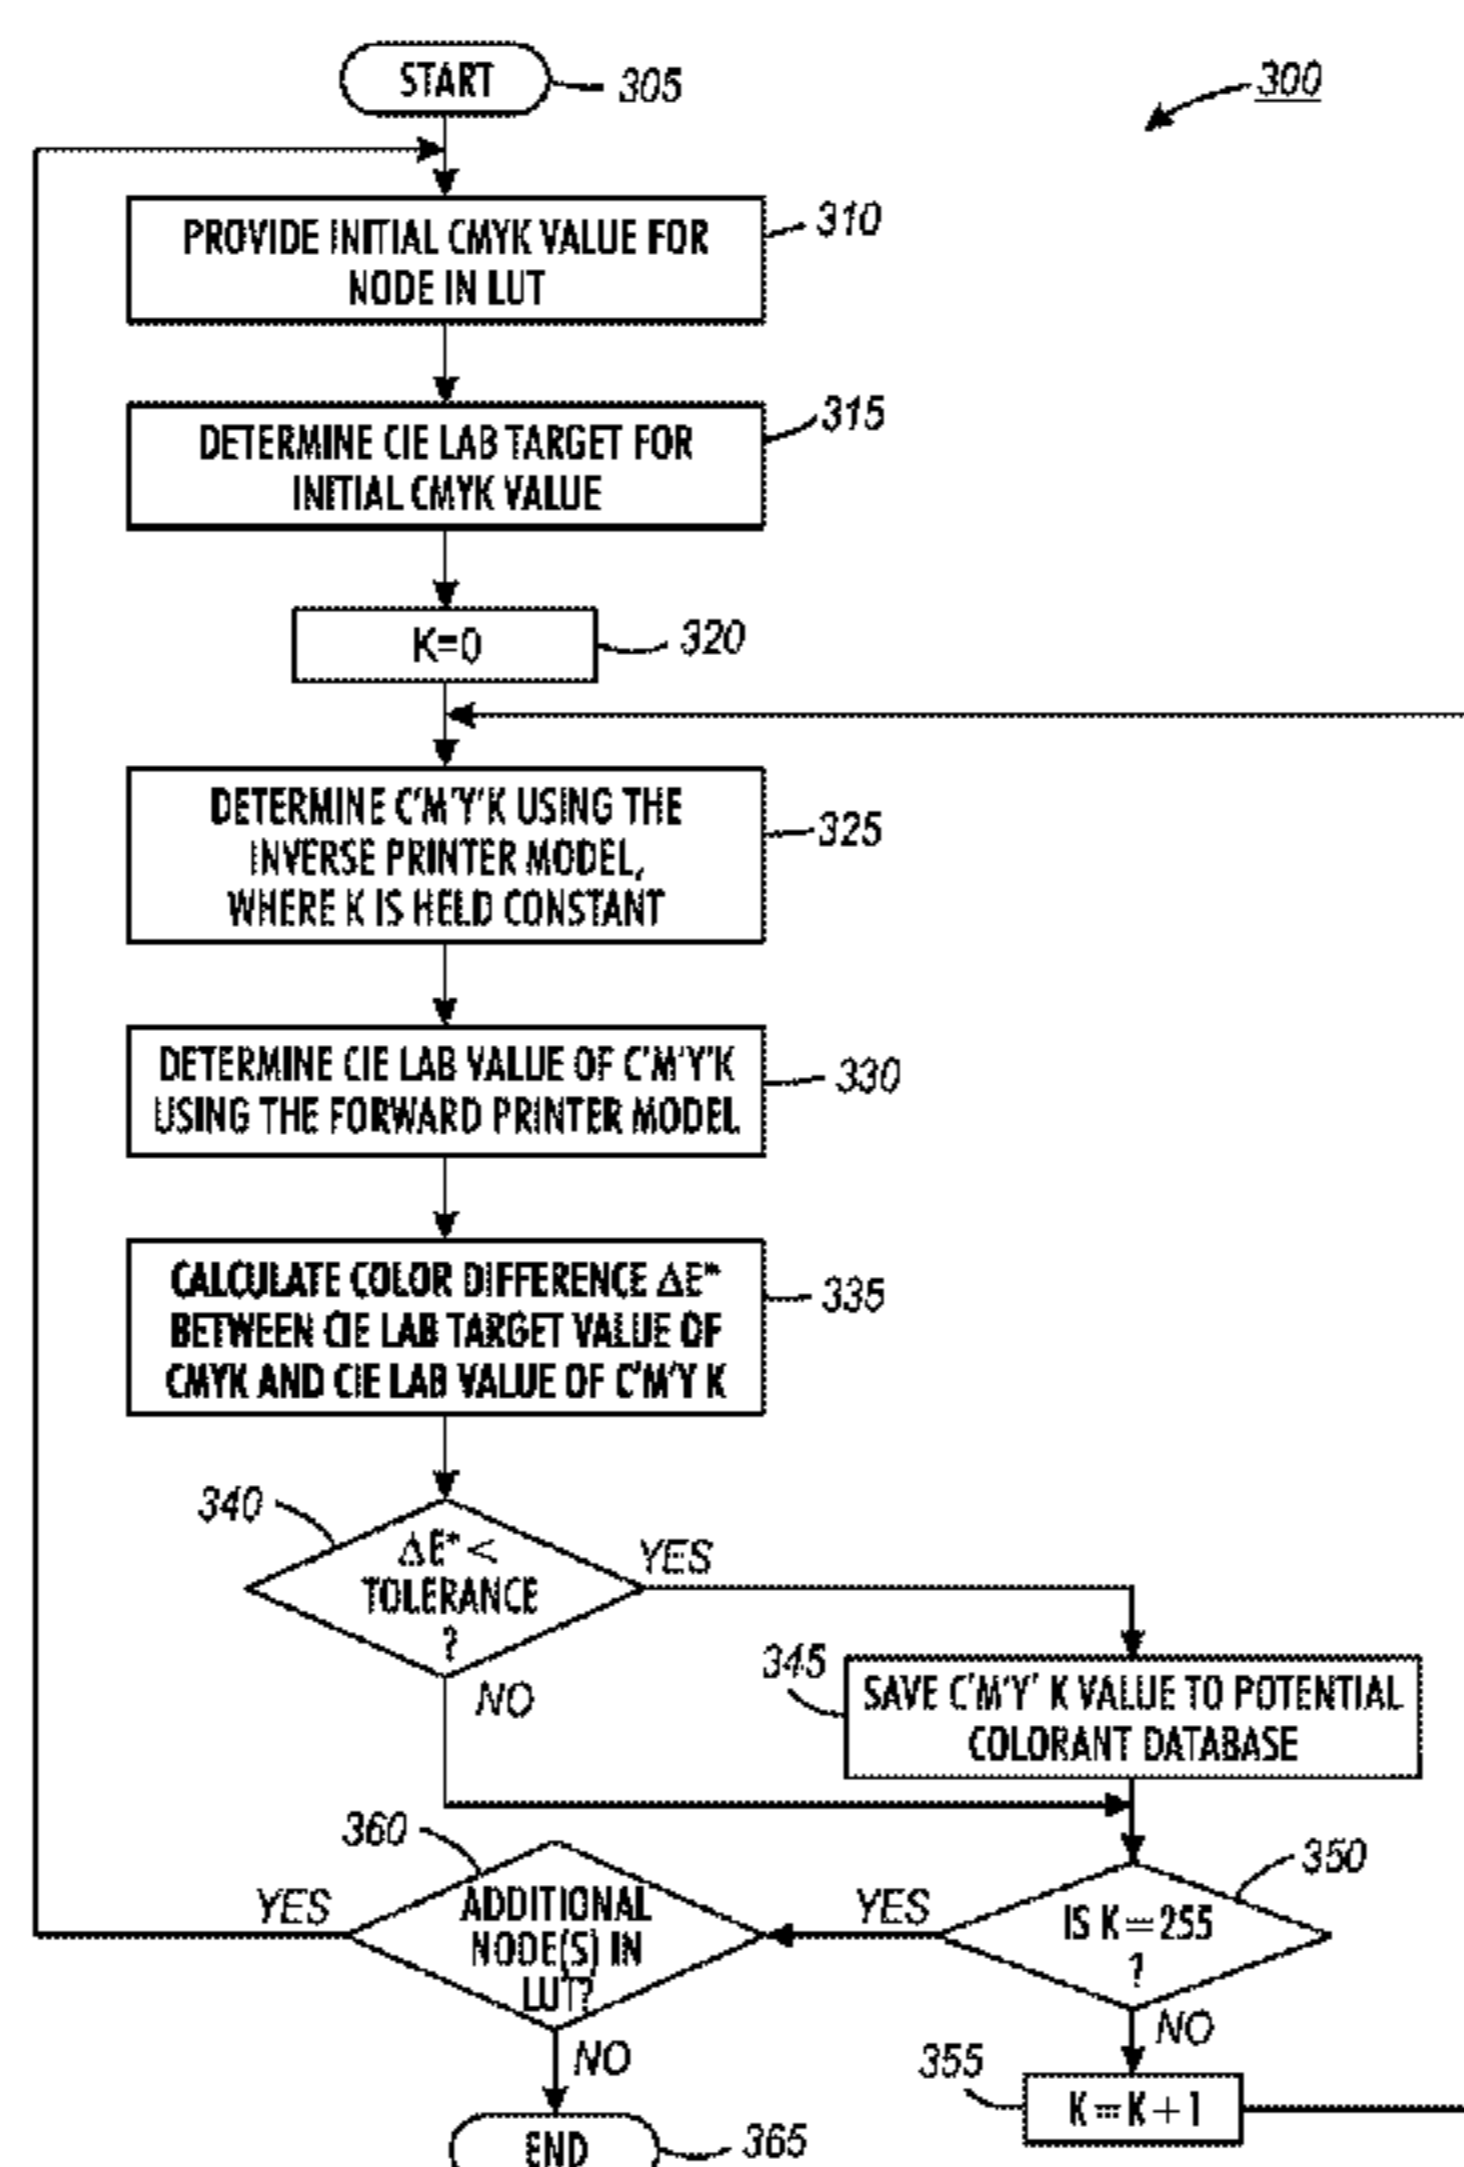 START
305
300
PROVIDE INITIAL CMYK VALUE FOR
NODE IN LUT
310
DETERMINE CIE LAB TARGET FOR
INITIAL CMYK VALUE
315
K=0
320
DETERMINE C'M'Y'K USING THE
INVERSE PRINTER MODEL,
WHERE K IS HELD CONSTANT
325
DETERMINE CIE LAB VALUE OF C'M'Y'K
USING THE FORWARD PRINTER MODEL
330
CALCULATE COLOR DIFFERENCE ΔE*
BETWEEN CIE LAB TARGET VALUE OF
CMYK AND CIE LAB VALUE OF C'M'Y K
335
340
ΔE* <
TOLERANCE
?
YES
NO
345
SAVE C'M'Y' K VALUE TO POTENTIAL
COLORANT DATABASE
350
IS K=255
?
YES
NO
355
K=K+1
360
ADDITIONAL
NODE(S) IN
LUT?
YES
NO
END
365